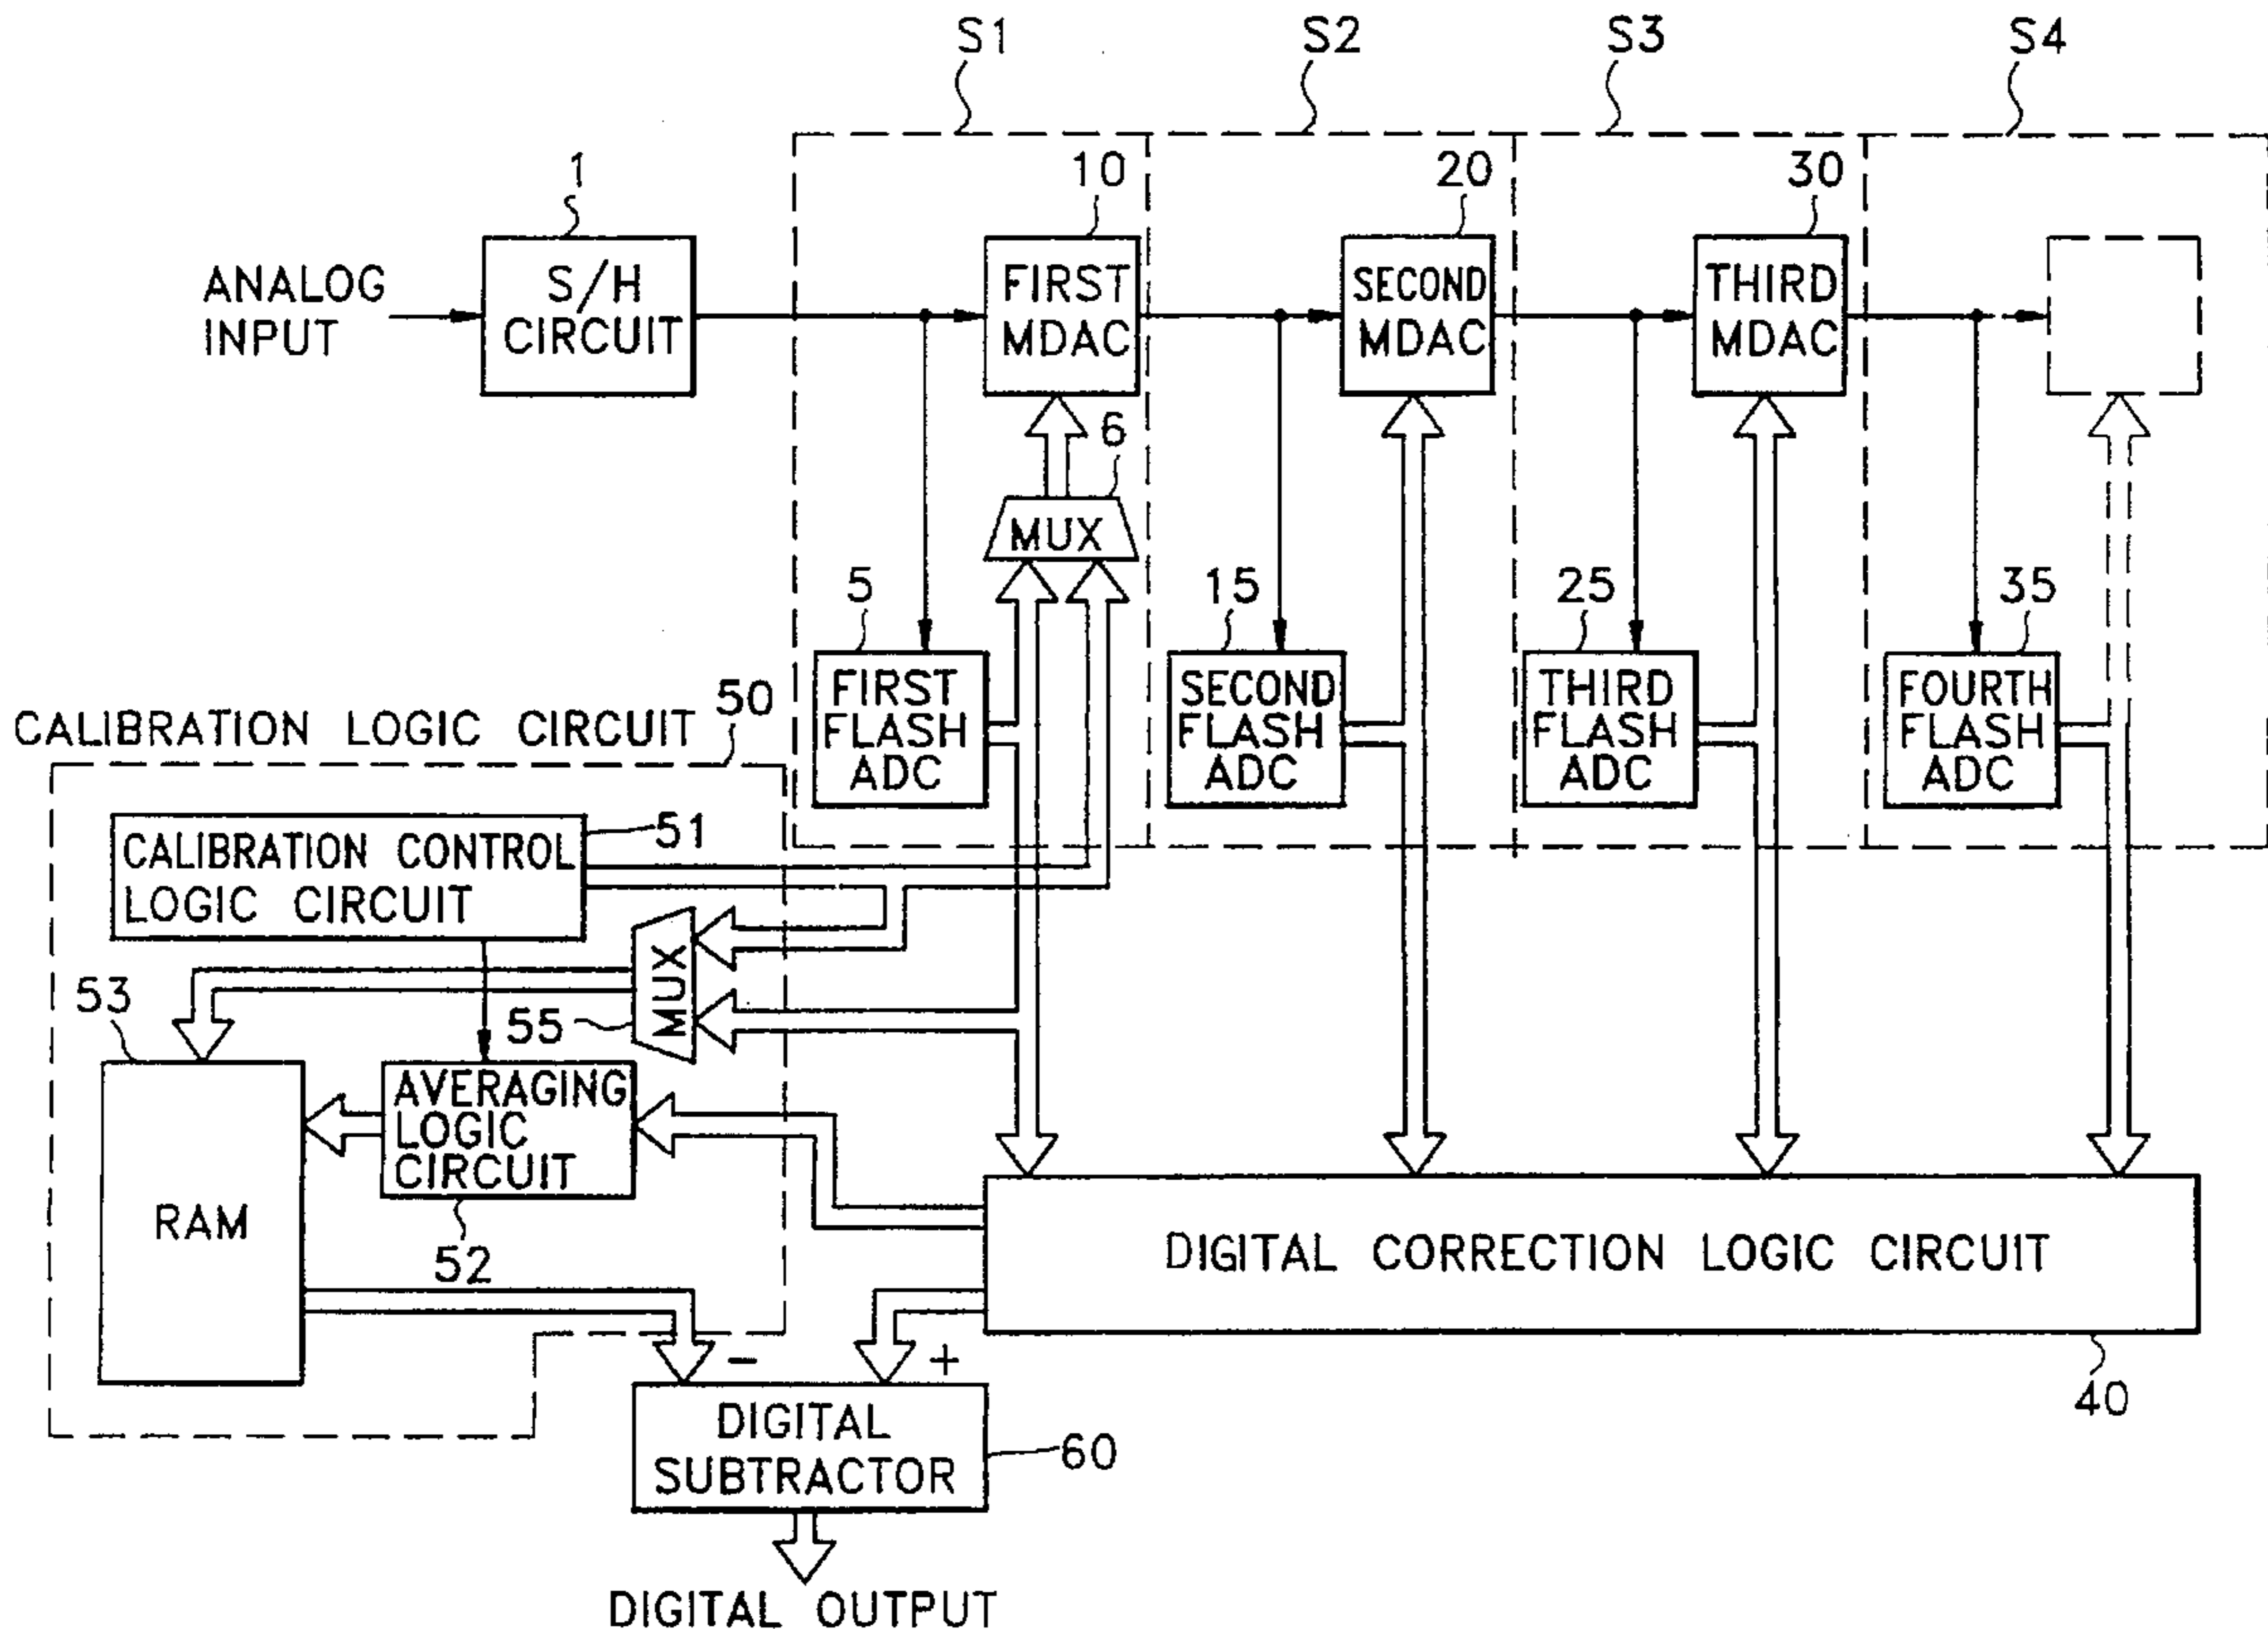 S1
S2
S3
S4
1
10
20
30
ANALOG
INPUT
S/H
CIRCUIT
FIRST
MDAC
SECOND
MDAC
THIRD
MDAC
6
MUX
5
15
25
35
FIRST
FLASH
ADC
SECOND
FLASH
ADC
THIRD
FLASH
ADC
FOURTH
FLASH
ADC
CALIBRATION LOGIC CIRCUIT
50
CALIBRATION CONTROL
LOGIC CIRCUIT
51
MUX
55
53
RAM
AVERAGING
LOGIC
CIRCUIT
52
DIGITAL CORRECTION LOGIC CIRCUIT
40
-
+
DIGITAL
SUBTRACTOR
60
DIGITAL OUTPUT